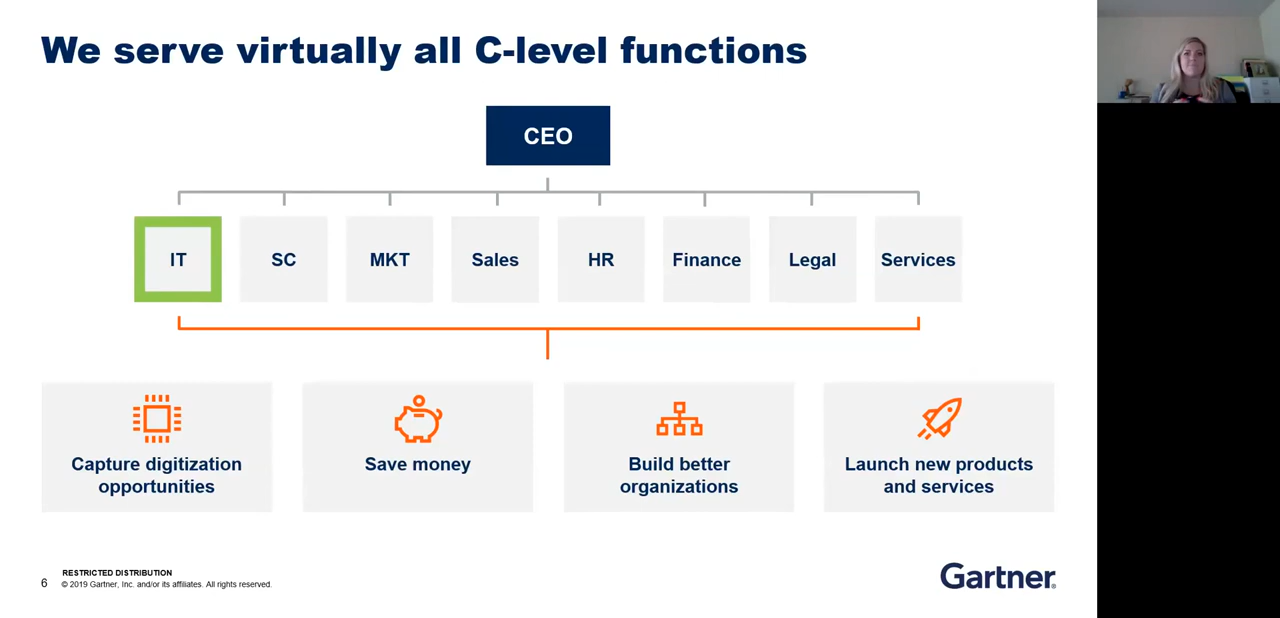 We serve virtually all C-level functions
CEO
IT
SC
MKT
Sales
HR
Finance
Legal
Services
Capture digitization
opportunities
Save money
Build better
organizations
Launch new products
and services
6
RESTRICTED DISTRIBUTION
© 2019 Gartner, Inc. and/or its affiliates. All rights reserved.
Gartner®